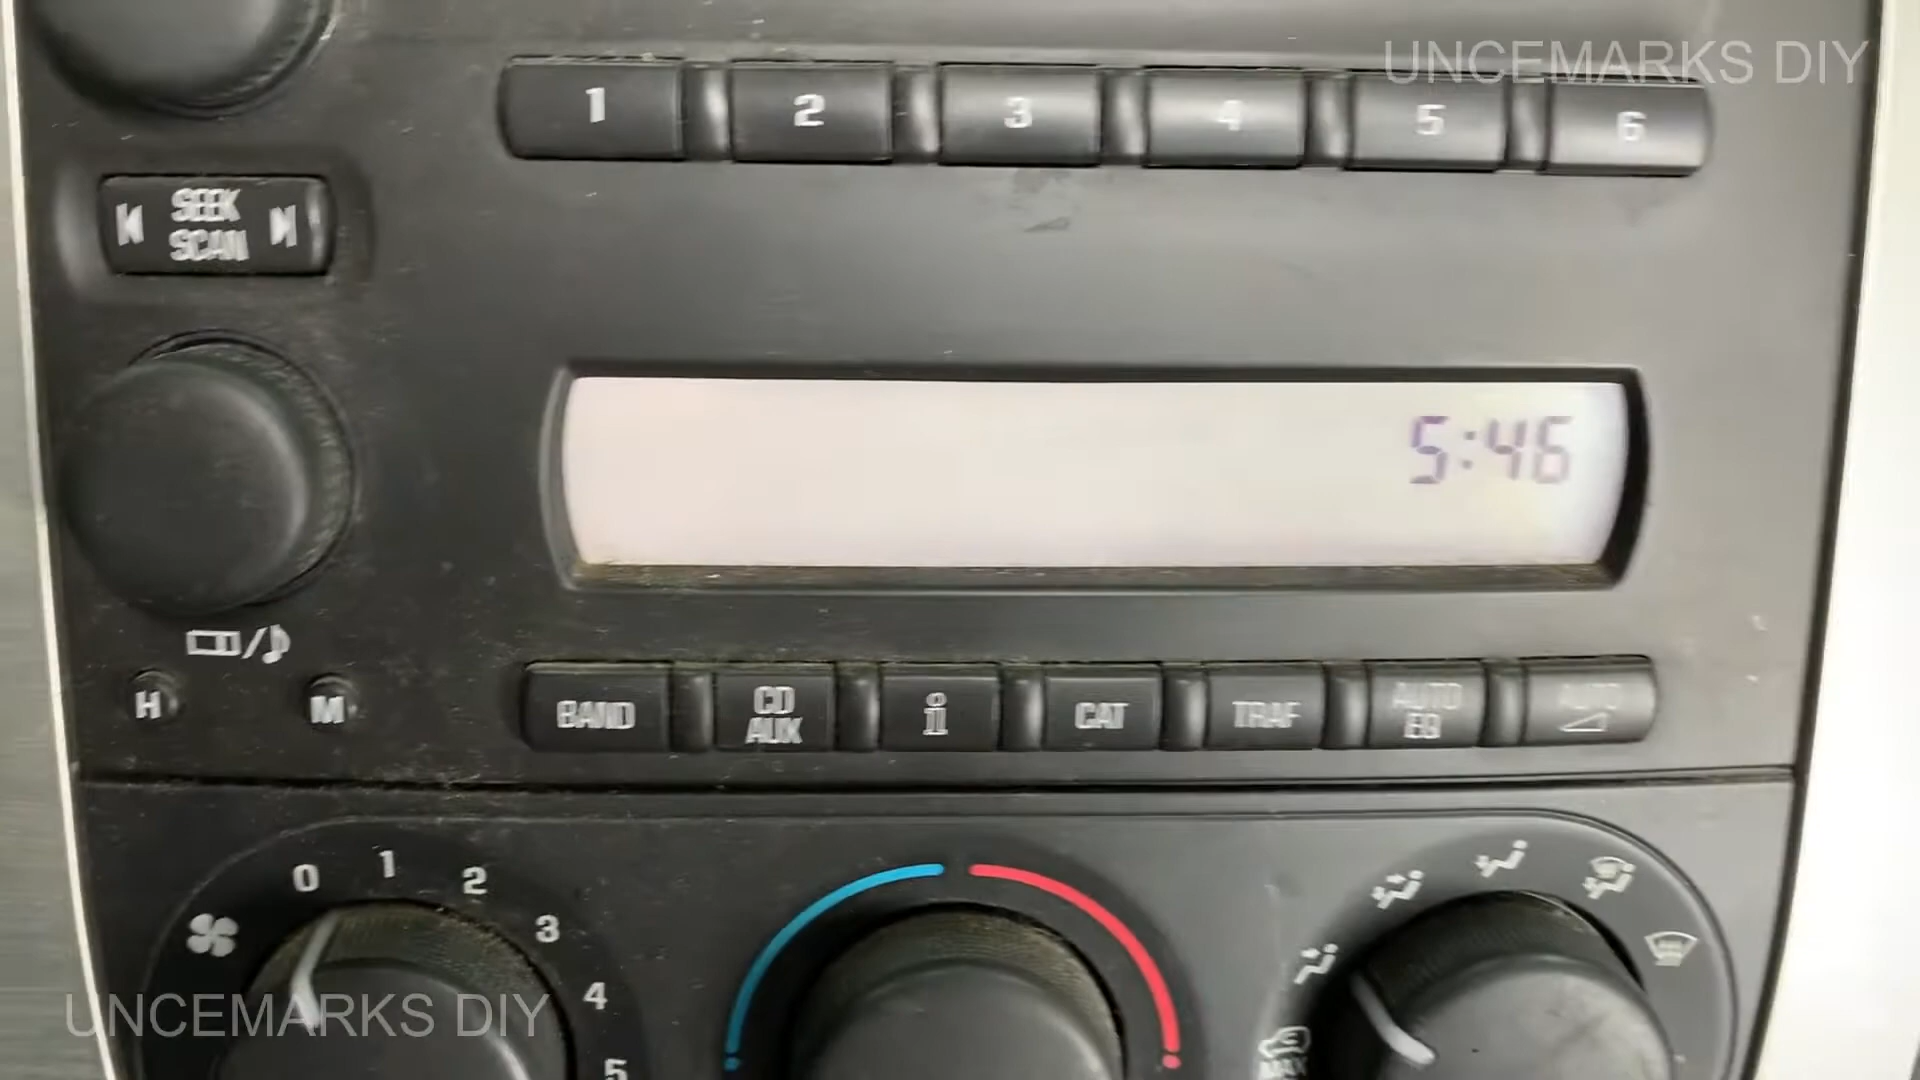 UNCEMARKS DIY
1 2 3 4 5 6
SEEK
SCAN
5:46
H M
BAND
CD
AUX
i
CAT
TRAF
AUTO
EQ
AUTO
0 1 2 3 4 5
MAX
UNCEMARKS DIY